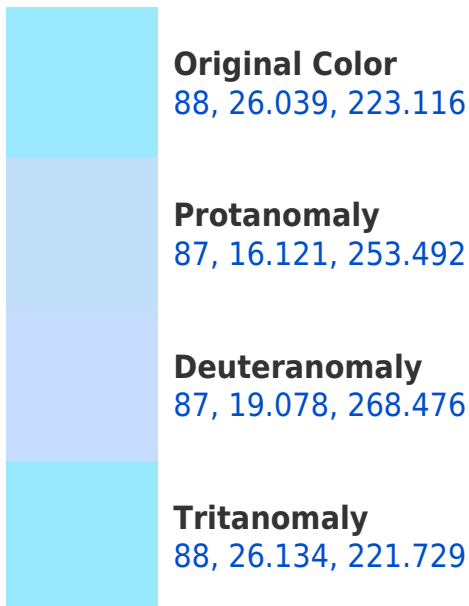 Original Color
88, 26.039, 223.116
Protanomaly
87, 16.121, 253.492
Deuteranomaly
87, 19.078, 268.476
Tritanomaly
88, 26.134, 221.729